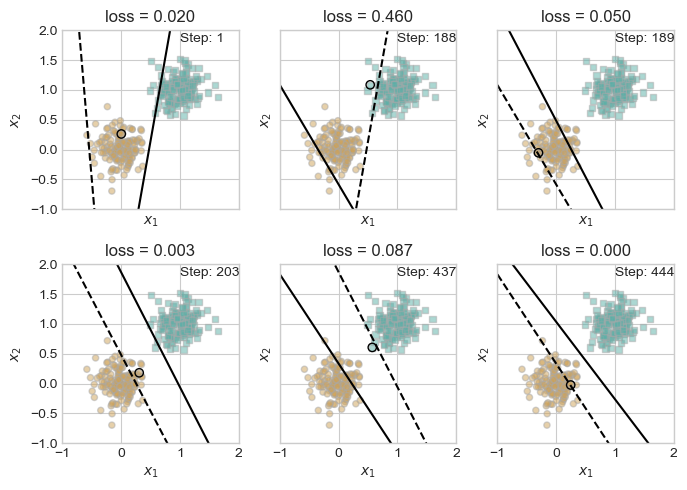 loss = 0.020
Step: 1
2.0
1.5
1.0
0.5
0.0
−0.5
−1.0
x2
x1
loss = 0.460
Step: 188
x2
x1
loss = 0.050
Step: 189
x2
x1
loss = 0.003
Step: 203
2.0
1.5
1.0
0.5
0.0
−0.5
−1.0
x2
−1 0 1 2
x1
loss = 0.087
Step: 437
x2
−1 0 1 2
x1
loss = 0.000
Step: 444
x2
−1 0 1 2
x1